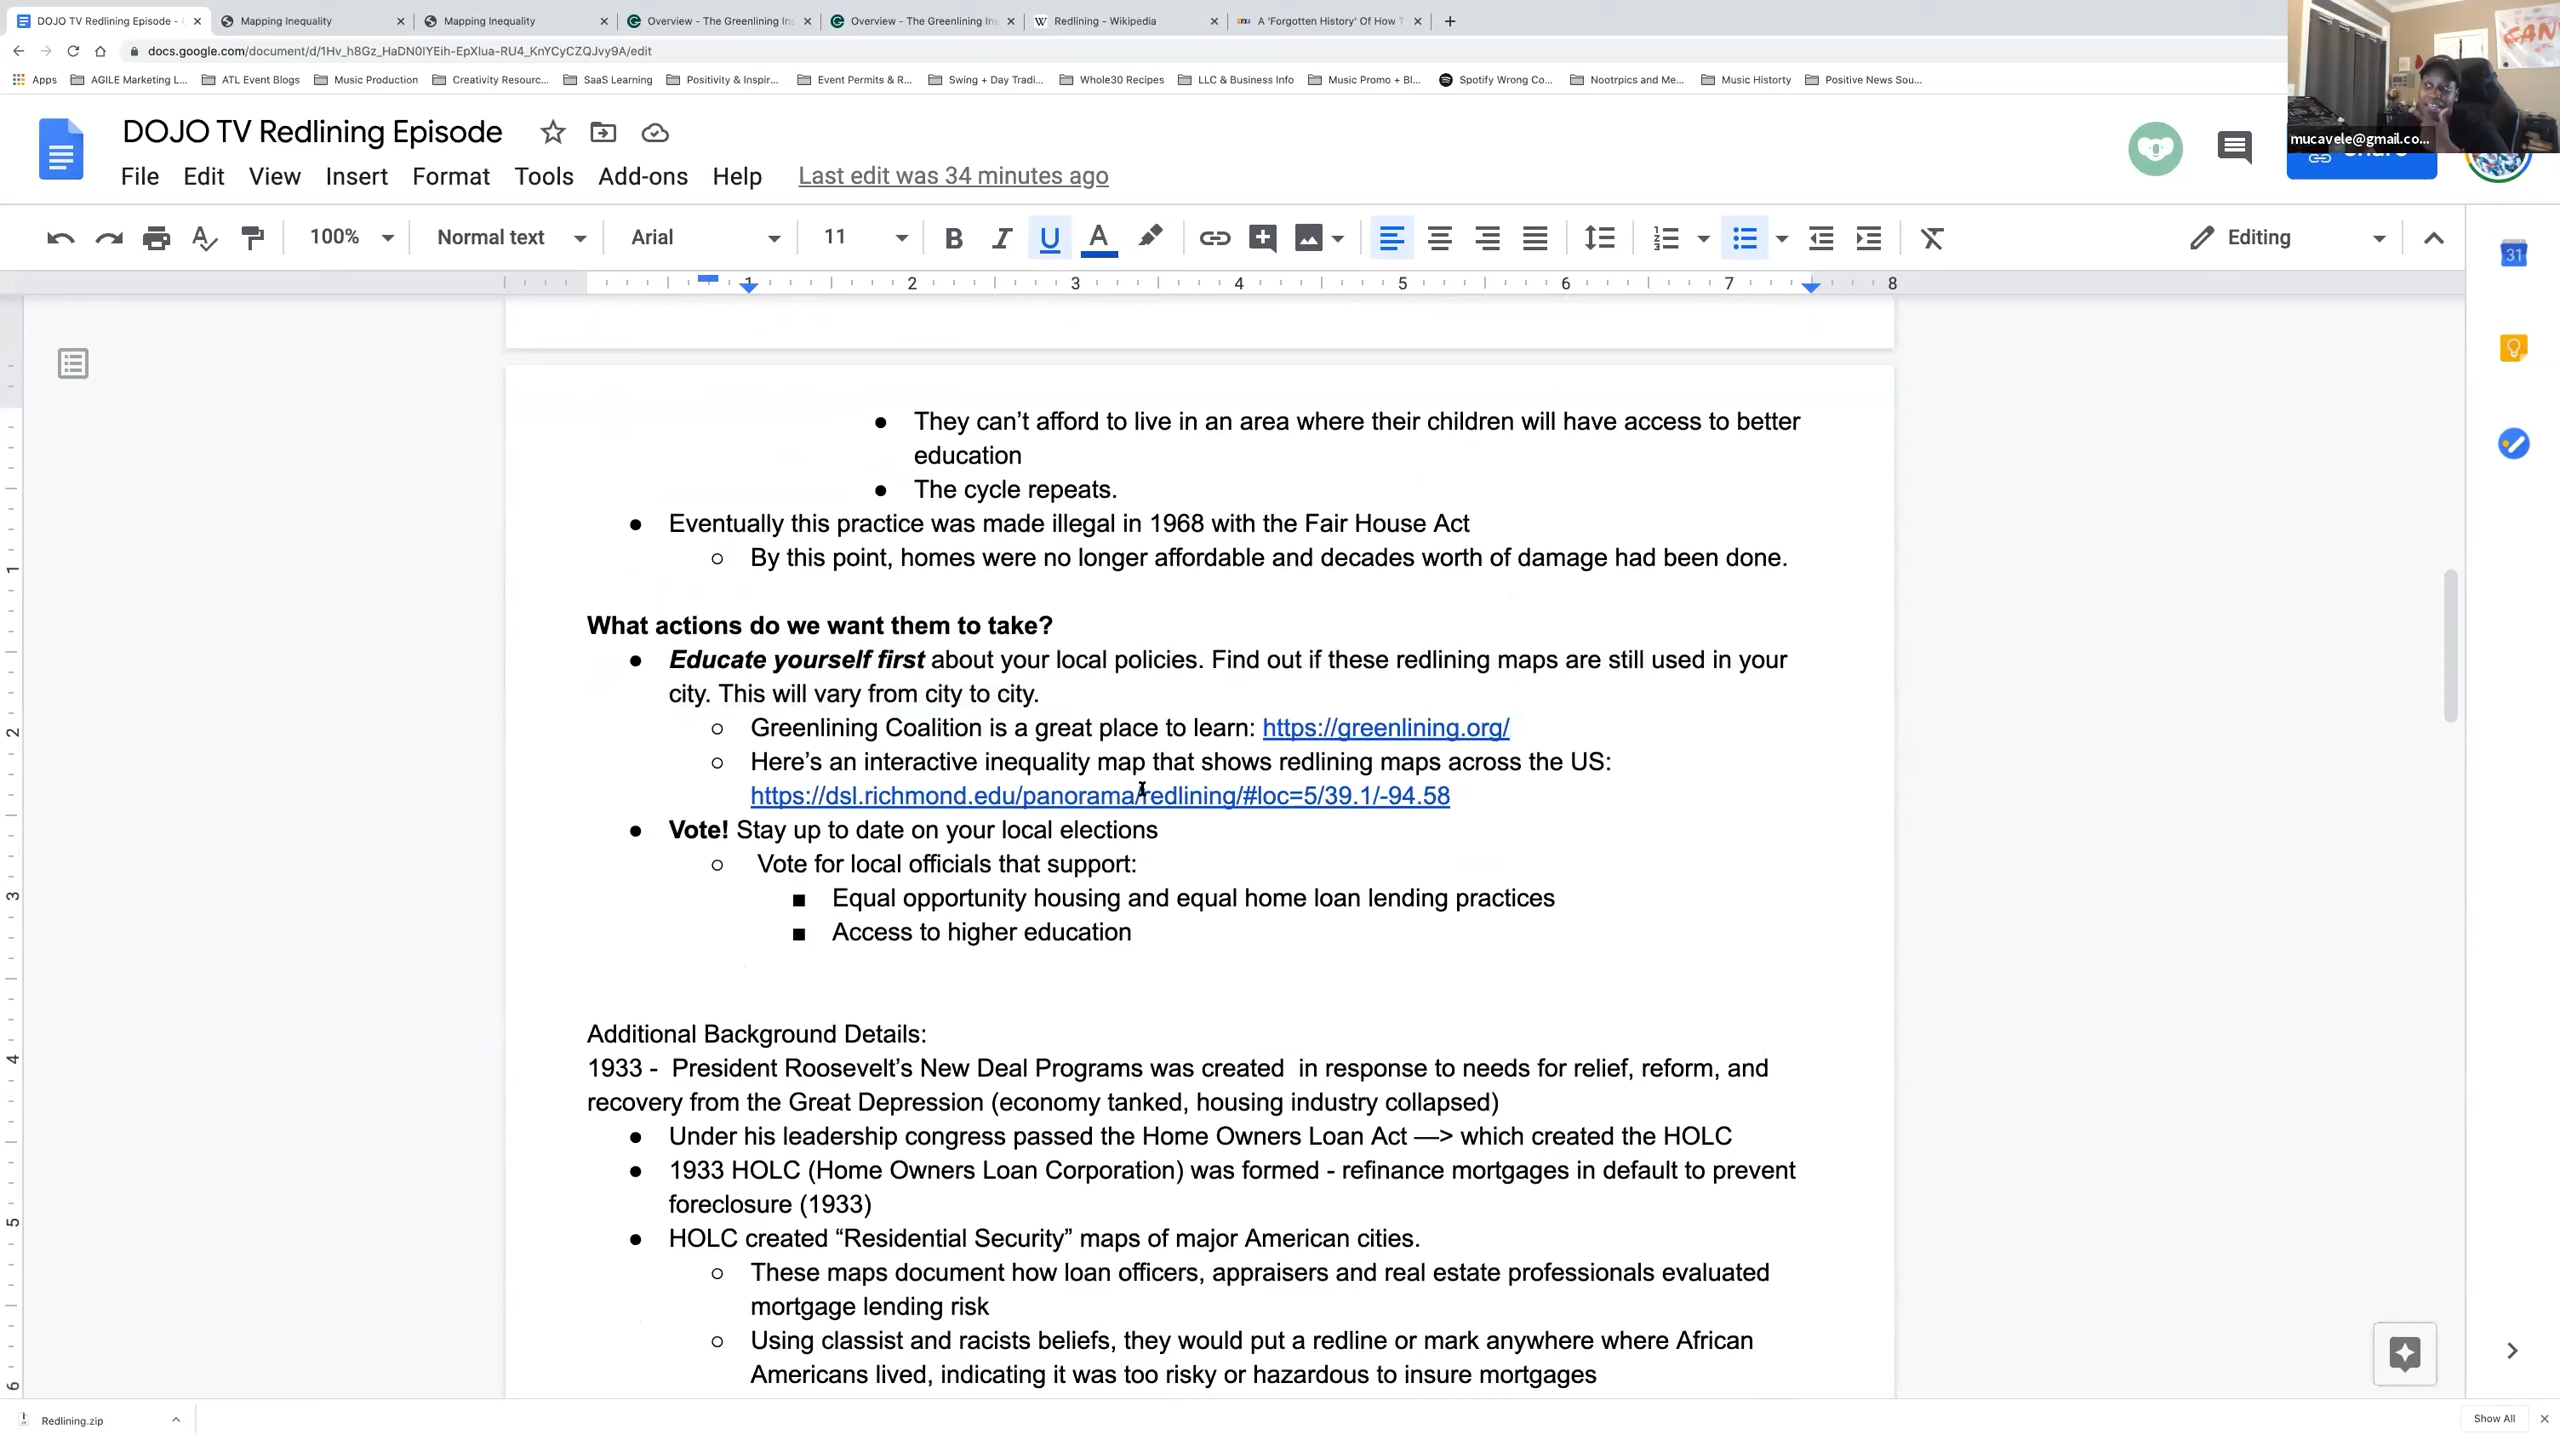 DOJO TV Redlining Episode -
Mapping Inequality
Mapping Inequality
Overview - The Greenlining In
Overview - The Greenlining In
Redlining - Wikipedia
A 'Forgotten History' Of How T
docs.google.com/document/d/1Hv_h8Gz_HaDN0IYEih-EpXlua-RU4_KnYCyCZQJvy9A/edit
Apps
AGILE Marketing L...
ATL Event Blogs
Music Production
Creativity Resourc...
SaaS Learning
Positivity & Inspir...
Event Permits & R...
Swing + Day Tradi...
Whole30 Recipes
LLC & Business Info
Music Promo + Bl...
Spotify Wrong Co...
Nootrpics and Me...
Music Historty
Positive News Sou...
mucavele@gmail.co...
DOJO TV Redlining Episode
File Edit View Insert Format Tools Add-ons Help Last edit was 34 minutes ago
100% Normal text Arial 11 B I U A Editing
1 2 3 4 5 6 7 8
31
● They can't afford to live in an area where their children will have access to better
education
● The cycle repeats.
● Eventually this practice was made illegal in 1968 with the Fair House Act
○ By this point, homes were no longer affordable and decades worth of damage had been done.
What actions do we want them to take?
● Educate yourself first about your local policies. Find out if these redlining maps are still used in your
city. This will vary from city to city.
○ Greenlining Coalition is a great place to learn: https://greenlining.org/
○ Here's an interactive inequality map that shows redlining maps across the US:
https://dsl.richmond.edu/panorama/redlining/#loc=5/39.1/-94.58
● Vote! Stay up to date on your local elections
○ Vote for local officials that support:
■ Equal opportunity housing and equal home loan lending practices
■ Access to higher education
Additional Background Details:
1933 - President Roosevelt's New Deal Programs was created in response to needs for relief, reform, and
recovery from the Great Depression (economy tanked, housing industry collapsed)
● Under his leadership congress passed the Home Owners Loan Act —> which created the HOLC
● 1933 HOLC (Home Owners Loan Corporation) was formed - refinance mortgages in default to prevent
foreclosure (1933)
● HOLC created “Residential Security” maps of major American cities.
○ These maps document how loan officers, appraisers and real estate professionals evaluated
mortgage lending risk
○ Using classist and racists beliefs, they would put a redline or mark anywhere where African
Americans lived, indicating it was too risky or hazardous to insure mortgages
1
2
3
4
5
6
Redlining.zip
Show All